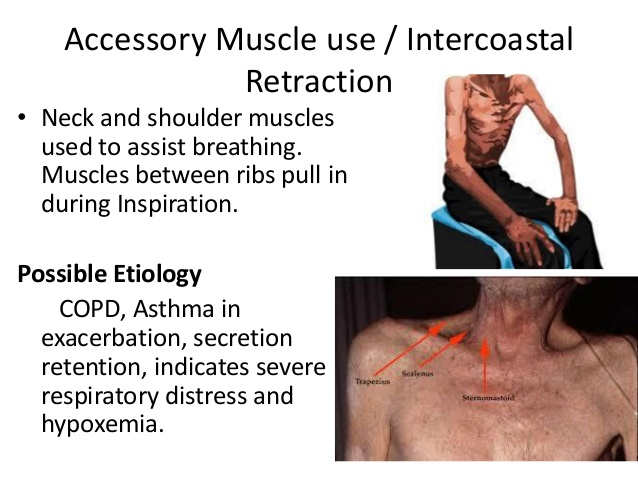 Accessory Muscle use / Intercoastal
Retraction
• Neck and shoulder muscles
used to assist breathing.
Muscles between ribs pull in
during Inspiration.
Possible Etiology
COPD, Asthma in
exacerbation, secretion
retention, indicates severe
respiratory distress and
hypoxemia.
Trapezius
Scalenus
Sternomastoid